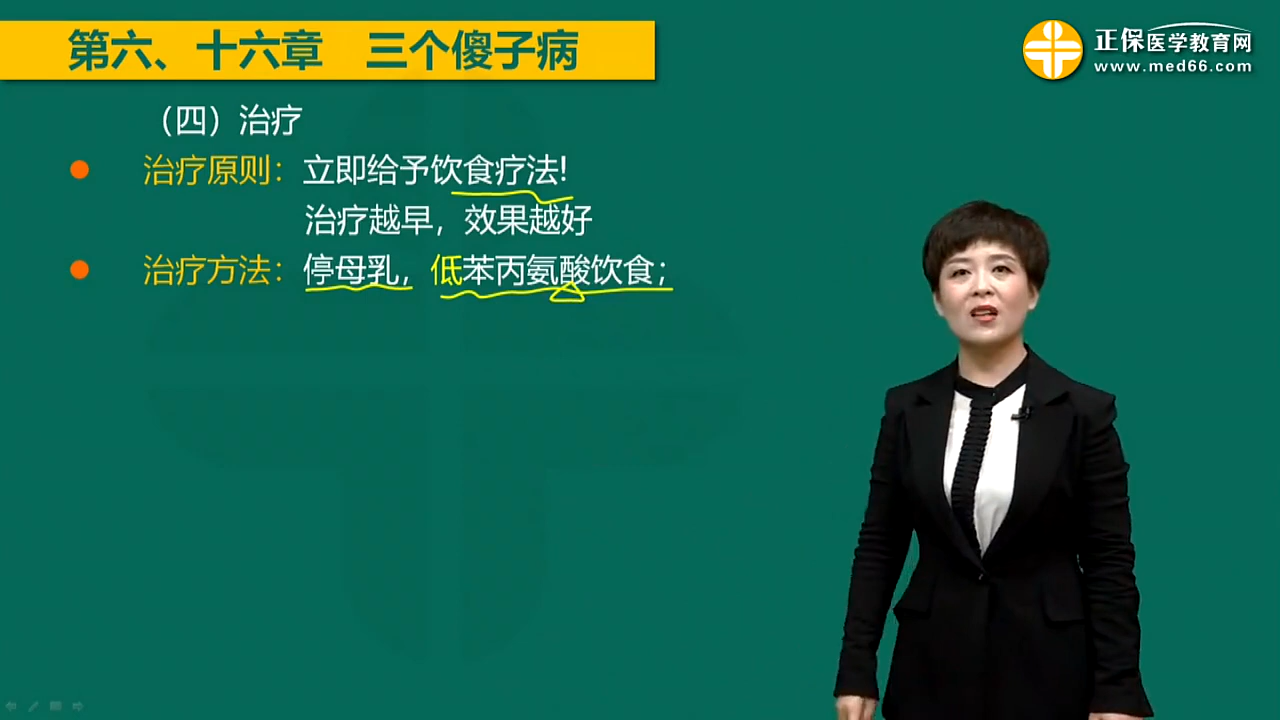 第六、十六章 三个傻子病
正保医学教育网
www.med66.com
（四）治疗
治疗原则：立即给予饮食疗法！
治疗越早，效果越好
治疗方法：停母乳，低苯丙氨酸饮食；